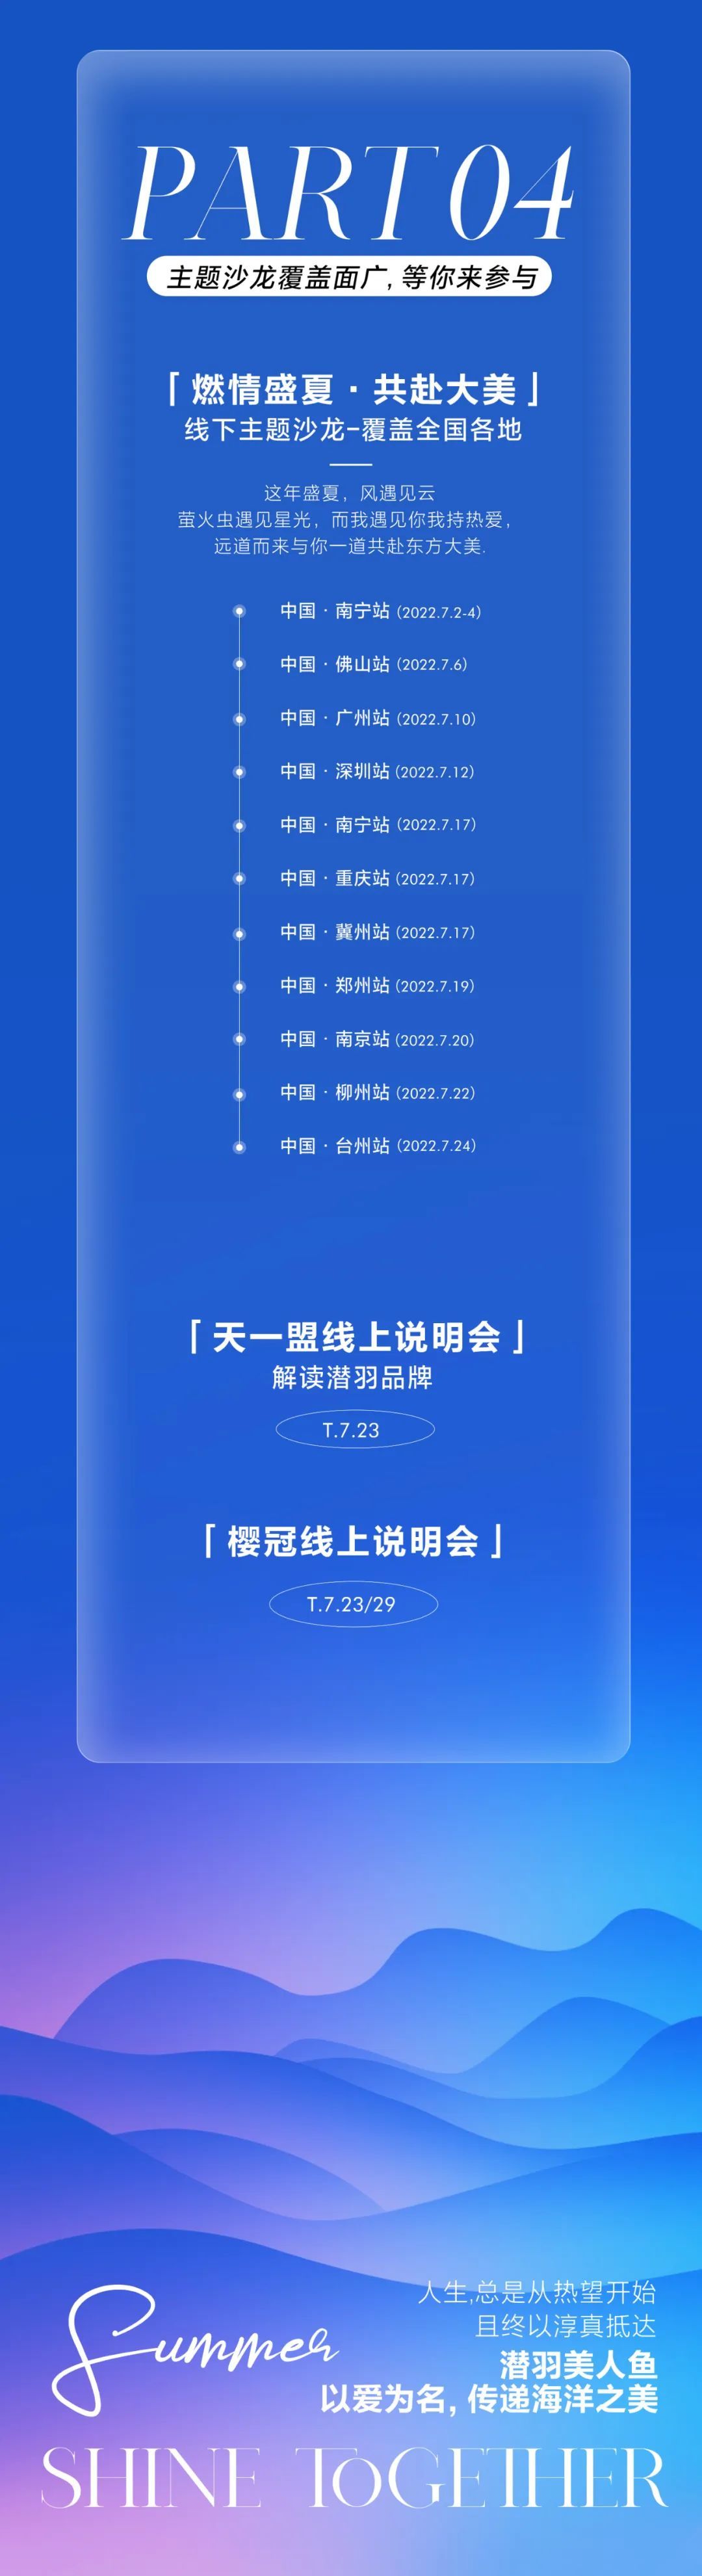 PART 04
主题沙龙覆盖面广,等你来参与
「燃情盛夏·共赴大美」
线下主题沙龙-覆盖全国各地
这年盛夏，风遇见云
萤火虫遇见星光，而我遇见你我持热爱，
远道而来与你一道共赴东方大美.
中国·南宁站(2022.7.2-4)
中国·佛山站(2022.7.6)
中国·广州站(2022.7.10)
中国·深圳站(2022.7.12)
中国·南宁站(2022.7.17)
中国·重庆站(2022.7.17)
中国·冀州站(2022.7.17)
中国·郑州站(2022.7.19)
中国·南京站(2022.7.20)
中国·柳州站(2022.7.22)
中国·台州站(2022.7.24)
「天一盟线上说明会」
解读潜羽品牌
T.7.23
「樱冠线上说明会」
T.7.23/29
人生,总是从热望开始
且终以淳真抵达
潜羽美人鱼
以爱为名,传递海洋之美
Summer
SHINE ToGETHER